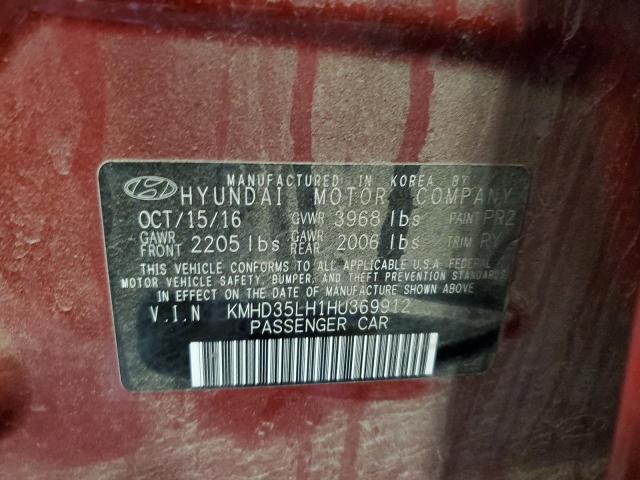 MANUFACTURED IN KOREA BY
HYUNDAI MOTOR COMPANY
OCT/15/16 GVWR 3968 lbs PAINT PR2
GAWR FRONT 2205 lbs GAWR REAR 2006 lbs TRIM RY
THIS VEHICLE CONFORMS TO ALL APPLICABLE U.S.A. FEDERAL
MOTOR VEHICLE SAFETY, BUMPER, AND THEFT PREVENTION STANDARDS
IN EFFECT ON THE DATE OF MANUFACTURE SHOWN ABOVE.
V.I.N KMHD35LH1HU369912
PASSENGER CAR